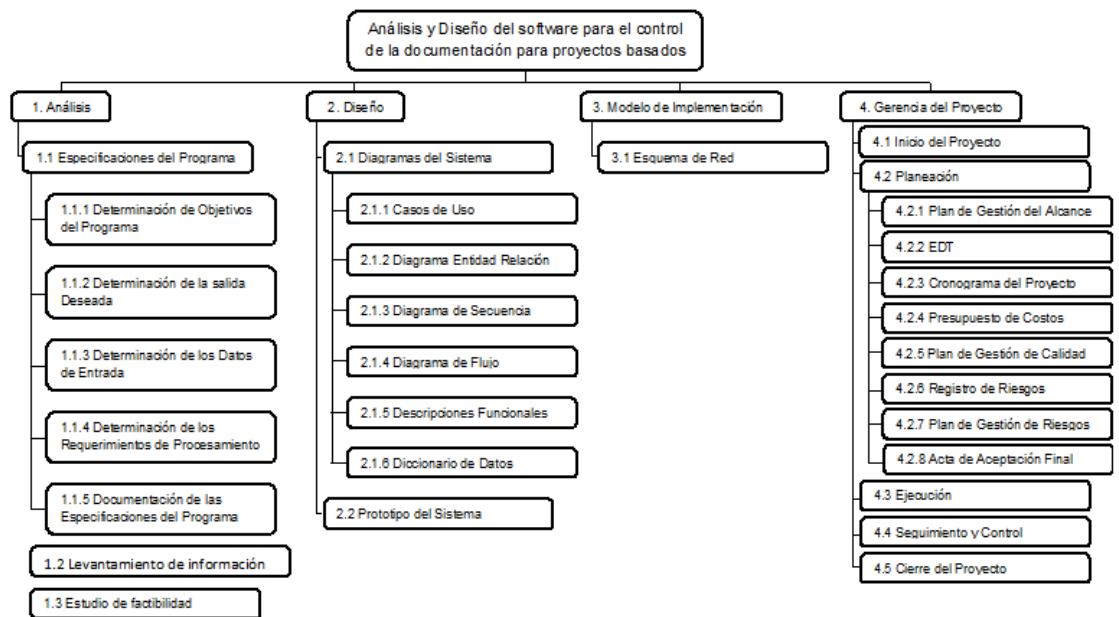 Análisis y Diseño del software para el control
de la documentación para proyectos basados
1. Análisis
1.1 Especificaciones del Programa
1.1.1 Determinación de Objetivos
del Programa
1.1.2 Determinación de la salida
Deseada
1.1.3 Determinación de los Datos
de Entrada
1.1.4 Determinación de los
Requerimientos de Procesamiento
1.1.5 Documentación de las
Especificaciones del Programa
1.2 Levantamiento de información
1.3 Estudio de factibilidad
2. Diseño
2.1 Diagramas del Sistema
2.1.1 Casos de Uso
2.1.2 Diagrama Entidad Relación
2.1.3 Diagrama de Secuencia
2.1.4 Diagrama de Flujo
2.1.5 Descripciones Funcionales
2.1.6 Diccionario de Datos
2.2 Prototipo del Sistema
3. Modelo de Implementación
3.1 Esquema de Red
4. Gerencia del Proyecto
4.1 Inicio del Proyecto
4.2 Planeación
4.2.1 Plan de Gestión del Alcance
4.2.2 EDT
4.2.3 Cronograma del Proyecto
4.2.4 Presupuesto de Costos
4.2.5 Plan de Gestión de Calidad
4.2.6 Registro de Riesgos
4.2.7 Plan de Gestión de Riesgos
4.2.8 Acta de Aceptación Final
4.3 Ejecución
4.4 Seguimiento y Control
4.5 Cierre del Proyecto